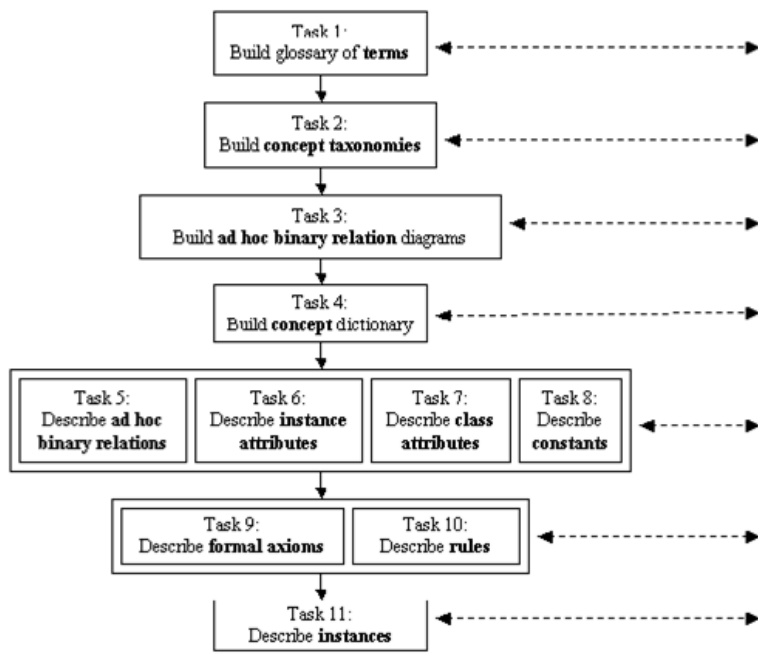 Task 1:
Build glossary of terms
Task 2:
Build concept taxonomies
Task 3:
Build ad hoc binary relation diagrams
Task 4:
Build concept dictionary
Task 5:
Describe ad hoc
binary relations
Task 6:
Describe instance
attributes
Task 7:
Describe class
attributes
Task 8:
Describe
constants
Task 9:
Describe formal axioms
Task 10:
Describe rules
Task 11:
Describe instances